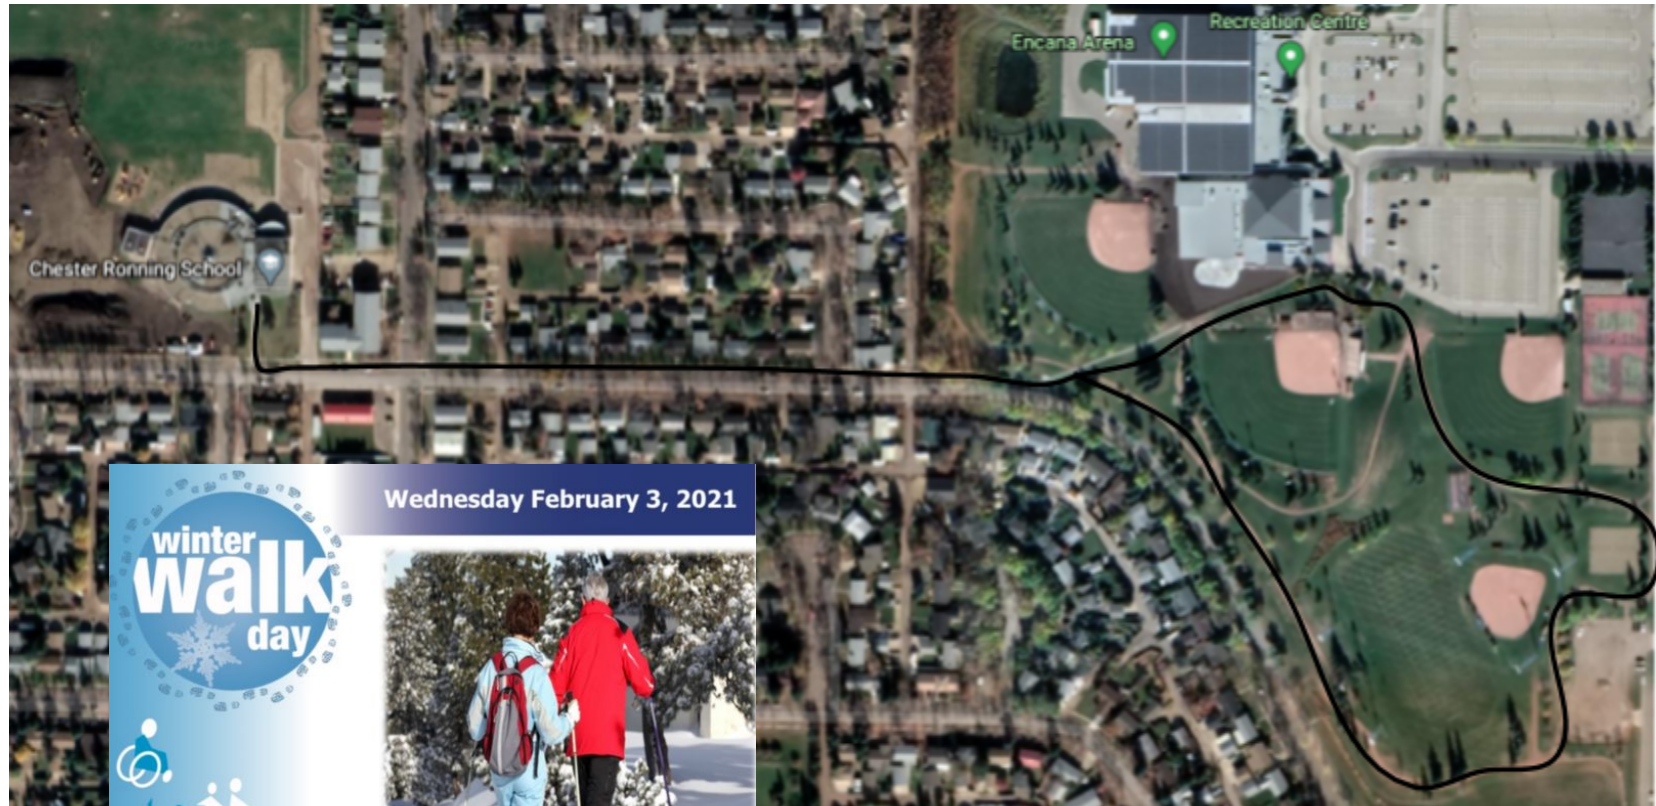 Recreation Centre
Encana Arena
Chester Ronning School
Wednesday February 3, 2021
winter
walk
day